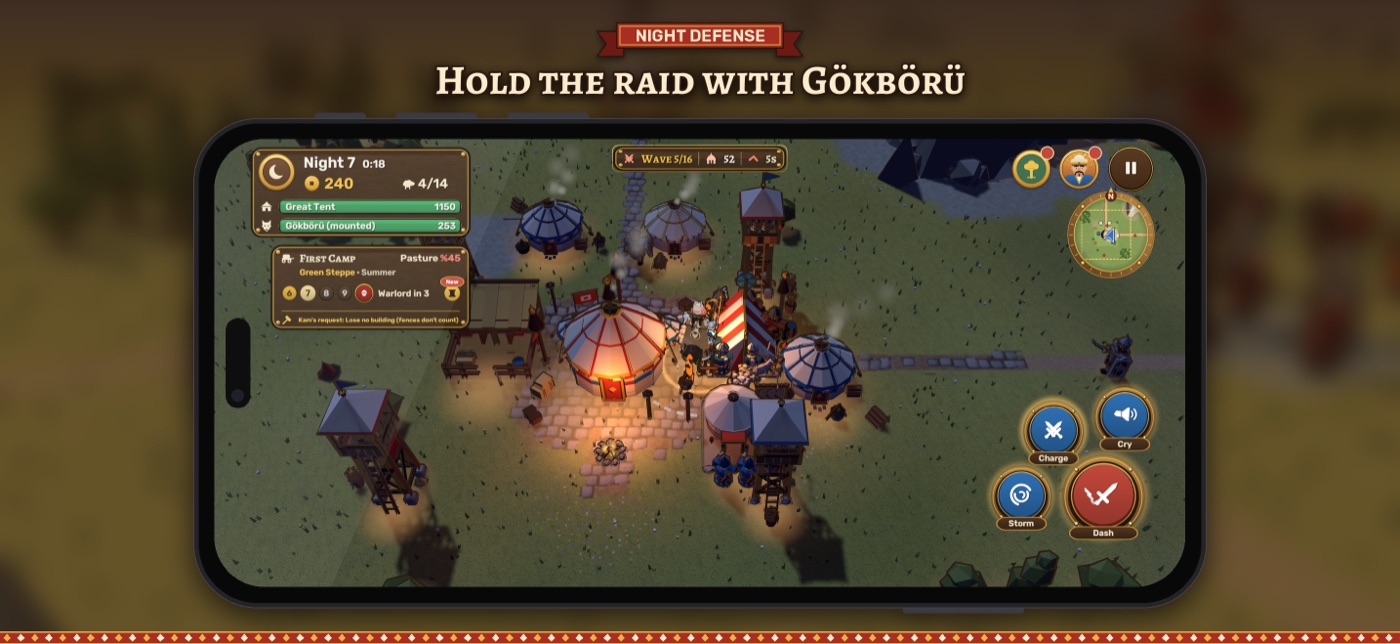 NIGHT DEFENSE
HOLD THE RAID WITH GÖKBÖRÜ
Night 7 0:18
240 4/14
Great Tent 1150
Gökbörü (mounted) 253
WAVE 5/16 52 5s
N
FIRST CAMP Pasture %45
Green Steppe • Summer
New
6 7 8 9 Warlord in 3
Kam's request: Lose no building (fences don't count)
Charge
Cry
Storm
Dash